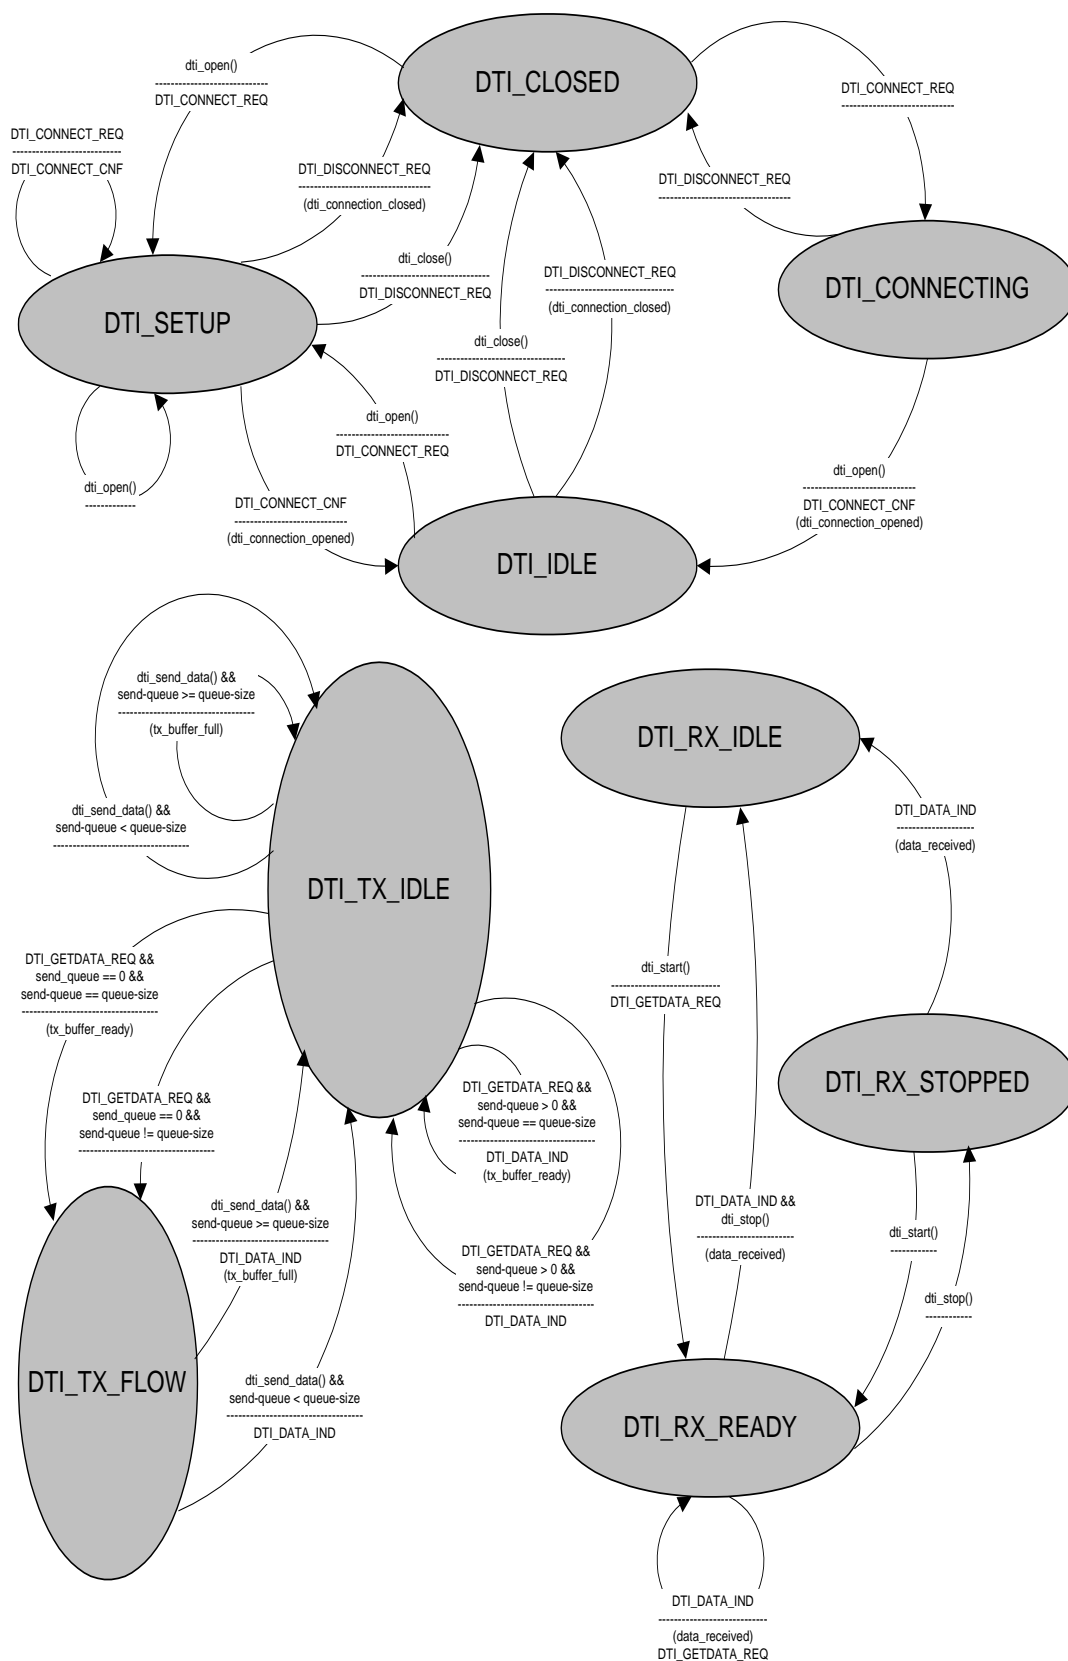 dti_open()
----------------------------
DTI_CONNECT_REQ
DTI_CLOSED
DTI_CONNECT_REQ
----------------------------
DTI_CONNECT_REQ
---------------------------
DTI_CONNECT_CNF
DTI_DISCONNECT_REQ
---------------------------------
(dti_connection_closed)
DTI_DISCONNECT_REQ
---------------------------------
dti_close()
---------------------------------
DTI_DISCONNECT_REQ
DTI_DISCONNECT_REQ
---------------------------------
(dti_connection_closed)
DTI_CONNECTING
DTI_SETUP
dti_close()
--------------------------------
DTI_DISCONNECT_REQ
dti_open()
----------------------------
DTI_CONNECT_REQ
dti_open()
-------------
DTI_CONNECT_CNF
----------------------------
(dti_connection_opened)
dti_open()
----------------------------
DTI_CONNECT_CNF
(dti_connection_opened)
DTI_IDLE
dti_send_data() &&
send-queue >= queue-size
-----------------------------------
(tx_buffer_full)
dti_send_data() &&
send-queue < queue-size
-----------------------------------
DTI_TX_IDLE
DTI_RX_IDLE
DTI_DATA_IND
-------------------
(data_received)
DTI_GETDATA_REQ &&
send_queue == 0 &&
send-queue == queue-size
-----------------------------------
(tx_buffer_ready)
dti_start()
---------------------------
DTI_GETDATA_REQ
DTI_GETDATA_REQ &&
send_queue == 0 &&
send-queue != queue-size
-----------------------------------
DTI_GETDATA_REQ &&
send-queue > 0 &&
send-queue == queue-size
-----------------------------------
DTI_DATA_IND
(tx_buffer_ready)
DTI_RX_STOPPED
dti_send_data() &&
send-queue >= queue-size
-----------------------------------
DTI_DATA_IND
(tx_buffer_full)
DTI_GETDATA_REQ &&
send-queue > 0 &&
send-queue != queue-size
-----------------------------------
DTI_DATA_IND
DTI_DATA_IND &&
dti_stop()
-------------------------
(data_received)
dti_start()
-------------
dti_stop()
------------
DTI_TX_FLOW
dti_send_data() &&
send-queue < queue-size
-----------------------------------
DTI_DATA_IND
DTI_RX_READY
DTI_DATA_IND
----------------------------
(data_received)
DTI_GETDATA_REQ